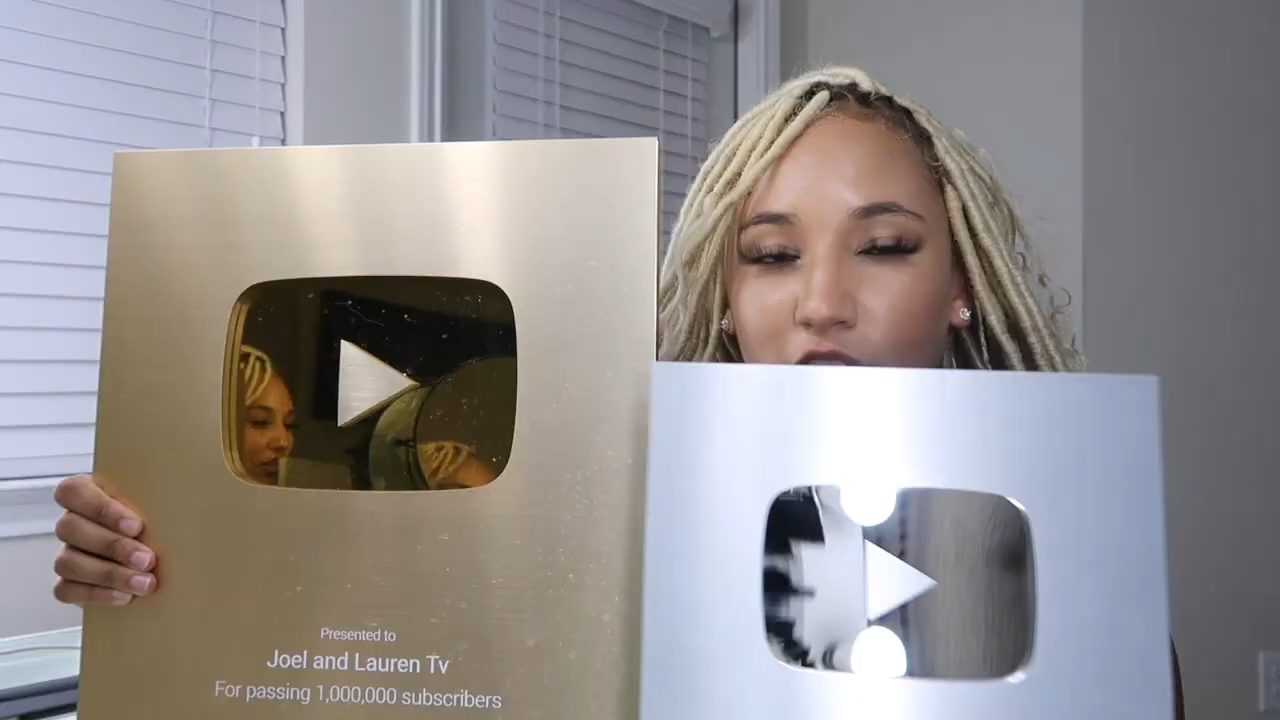 Presented to
Joel and Lauren Tv
For passing 1,000,000 subscribers